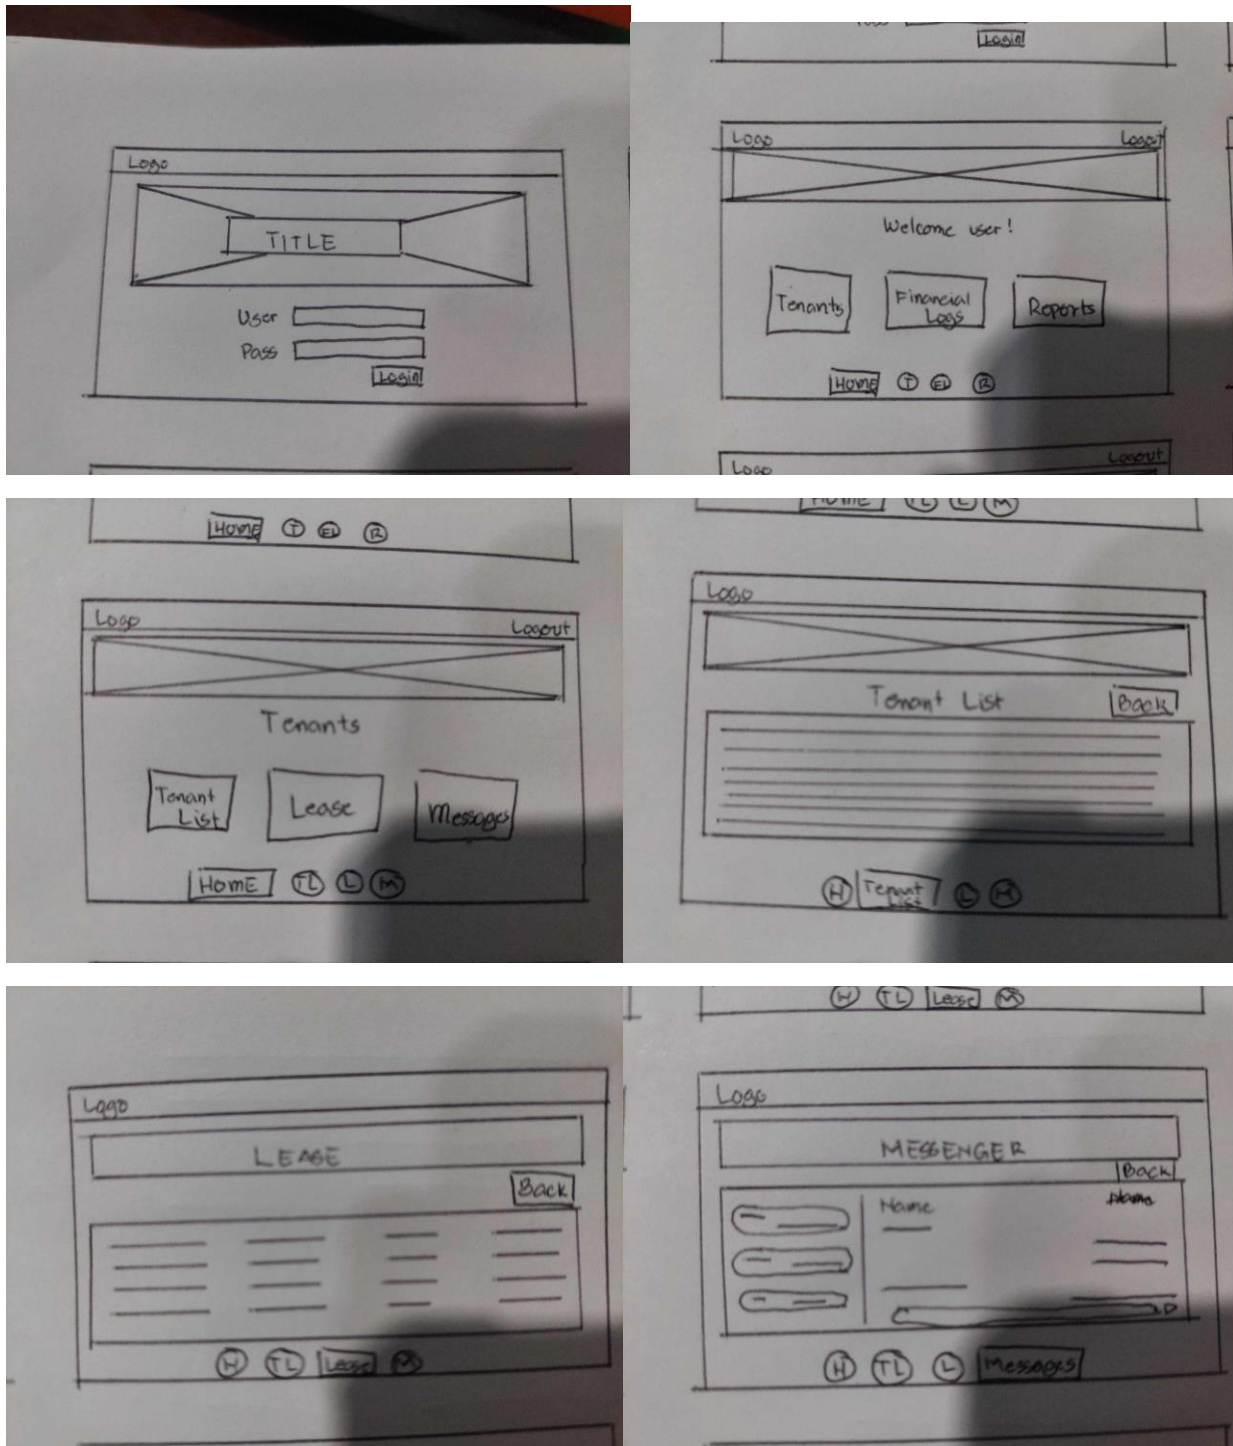 Logo
TITLE
User
Pass
Login
Login
Logo Logout
Welcome user!
Tenants
Financial
Logs
Reports
HOME T FL R
Logo Logout
HOME T FL R
Logo
Logout
Tenants
Tenant
List
Lease
Messages
HOME TL L M
HOME TL L M
Logo
Tenant List Back
H Tenant
List L M
Logo
LEASE
Back
H TL Lease M
H TL Lease M
Logo
MESSENGER
Back
Name Name
H TL L Messages